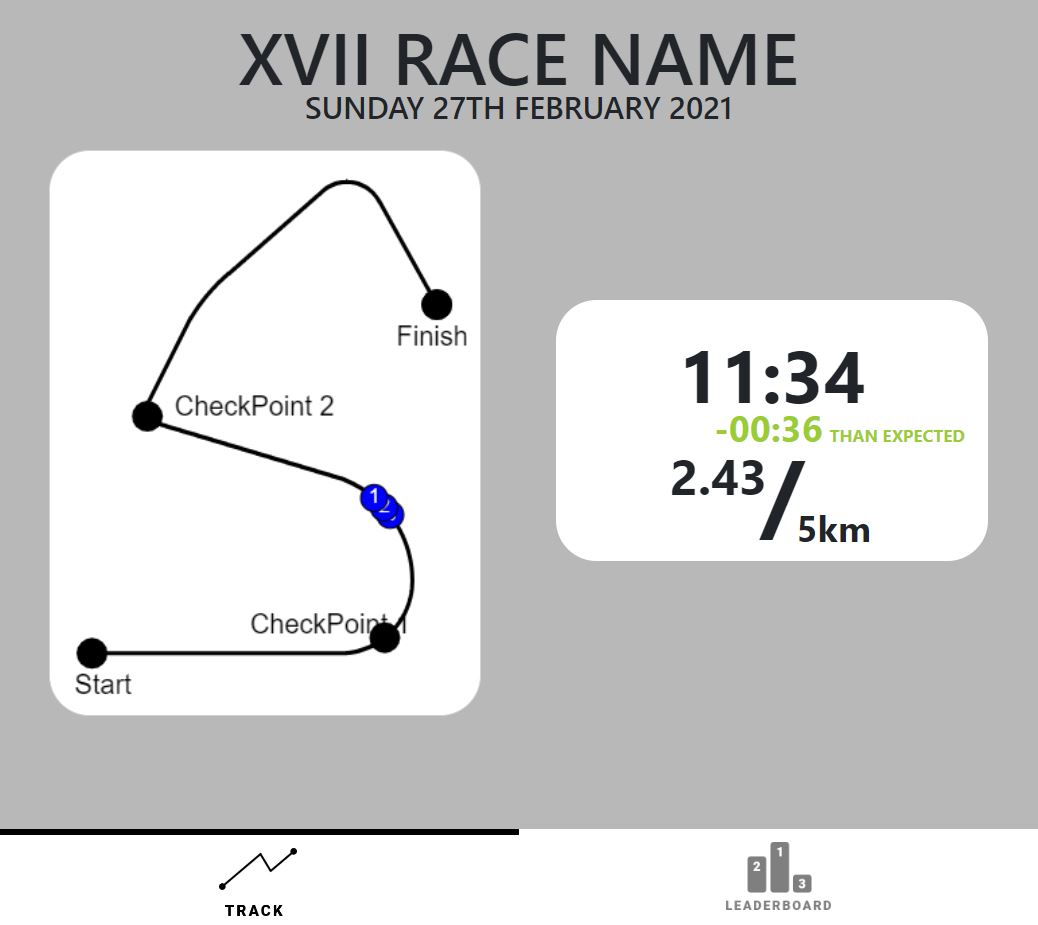 XVII RACE NAME
SUNDAY 27TH FEBRUARY 2021
Finish
CheckPoint 2
1
2
CheckPoint 1
Start
11:34
-00:36 THAN EXPECTED
2.43/5km
TRACK
2 1 3
LEADERBOARD